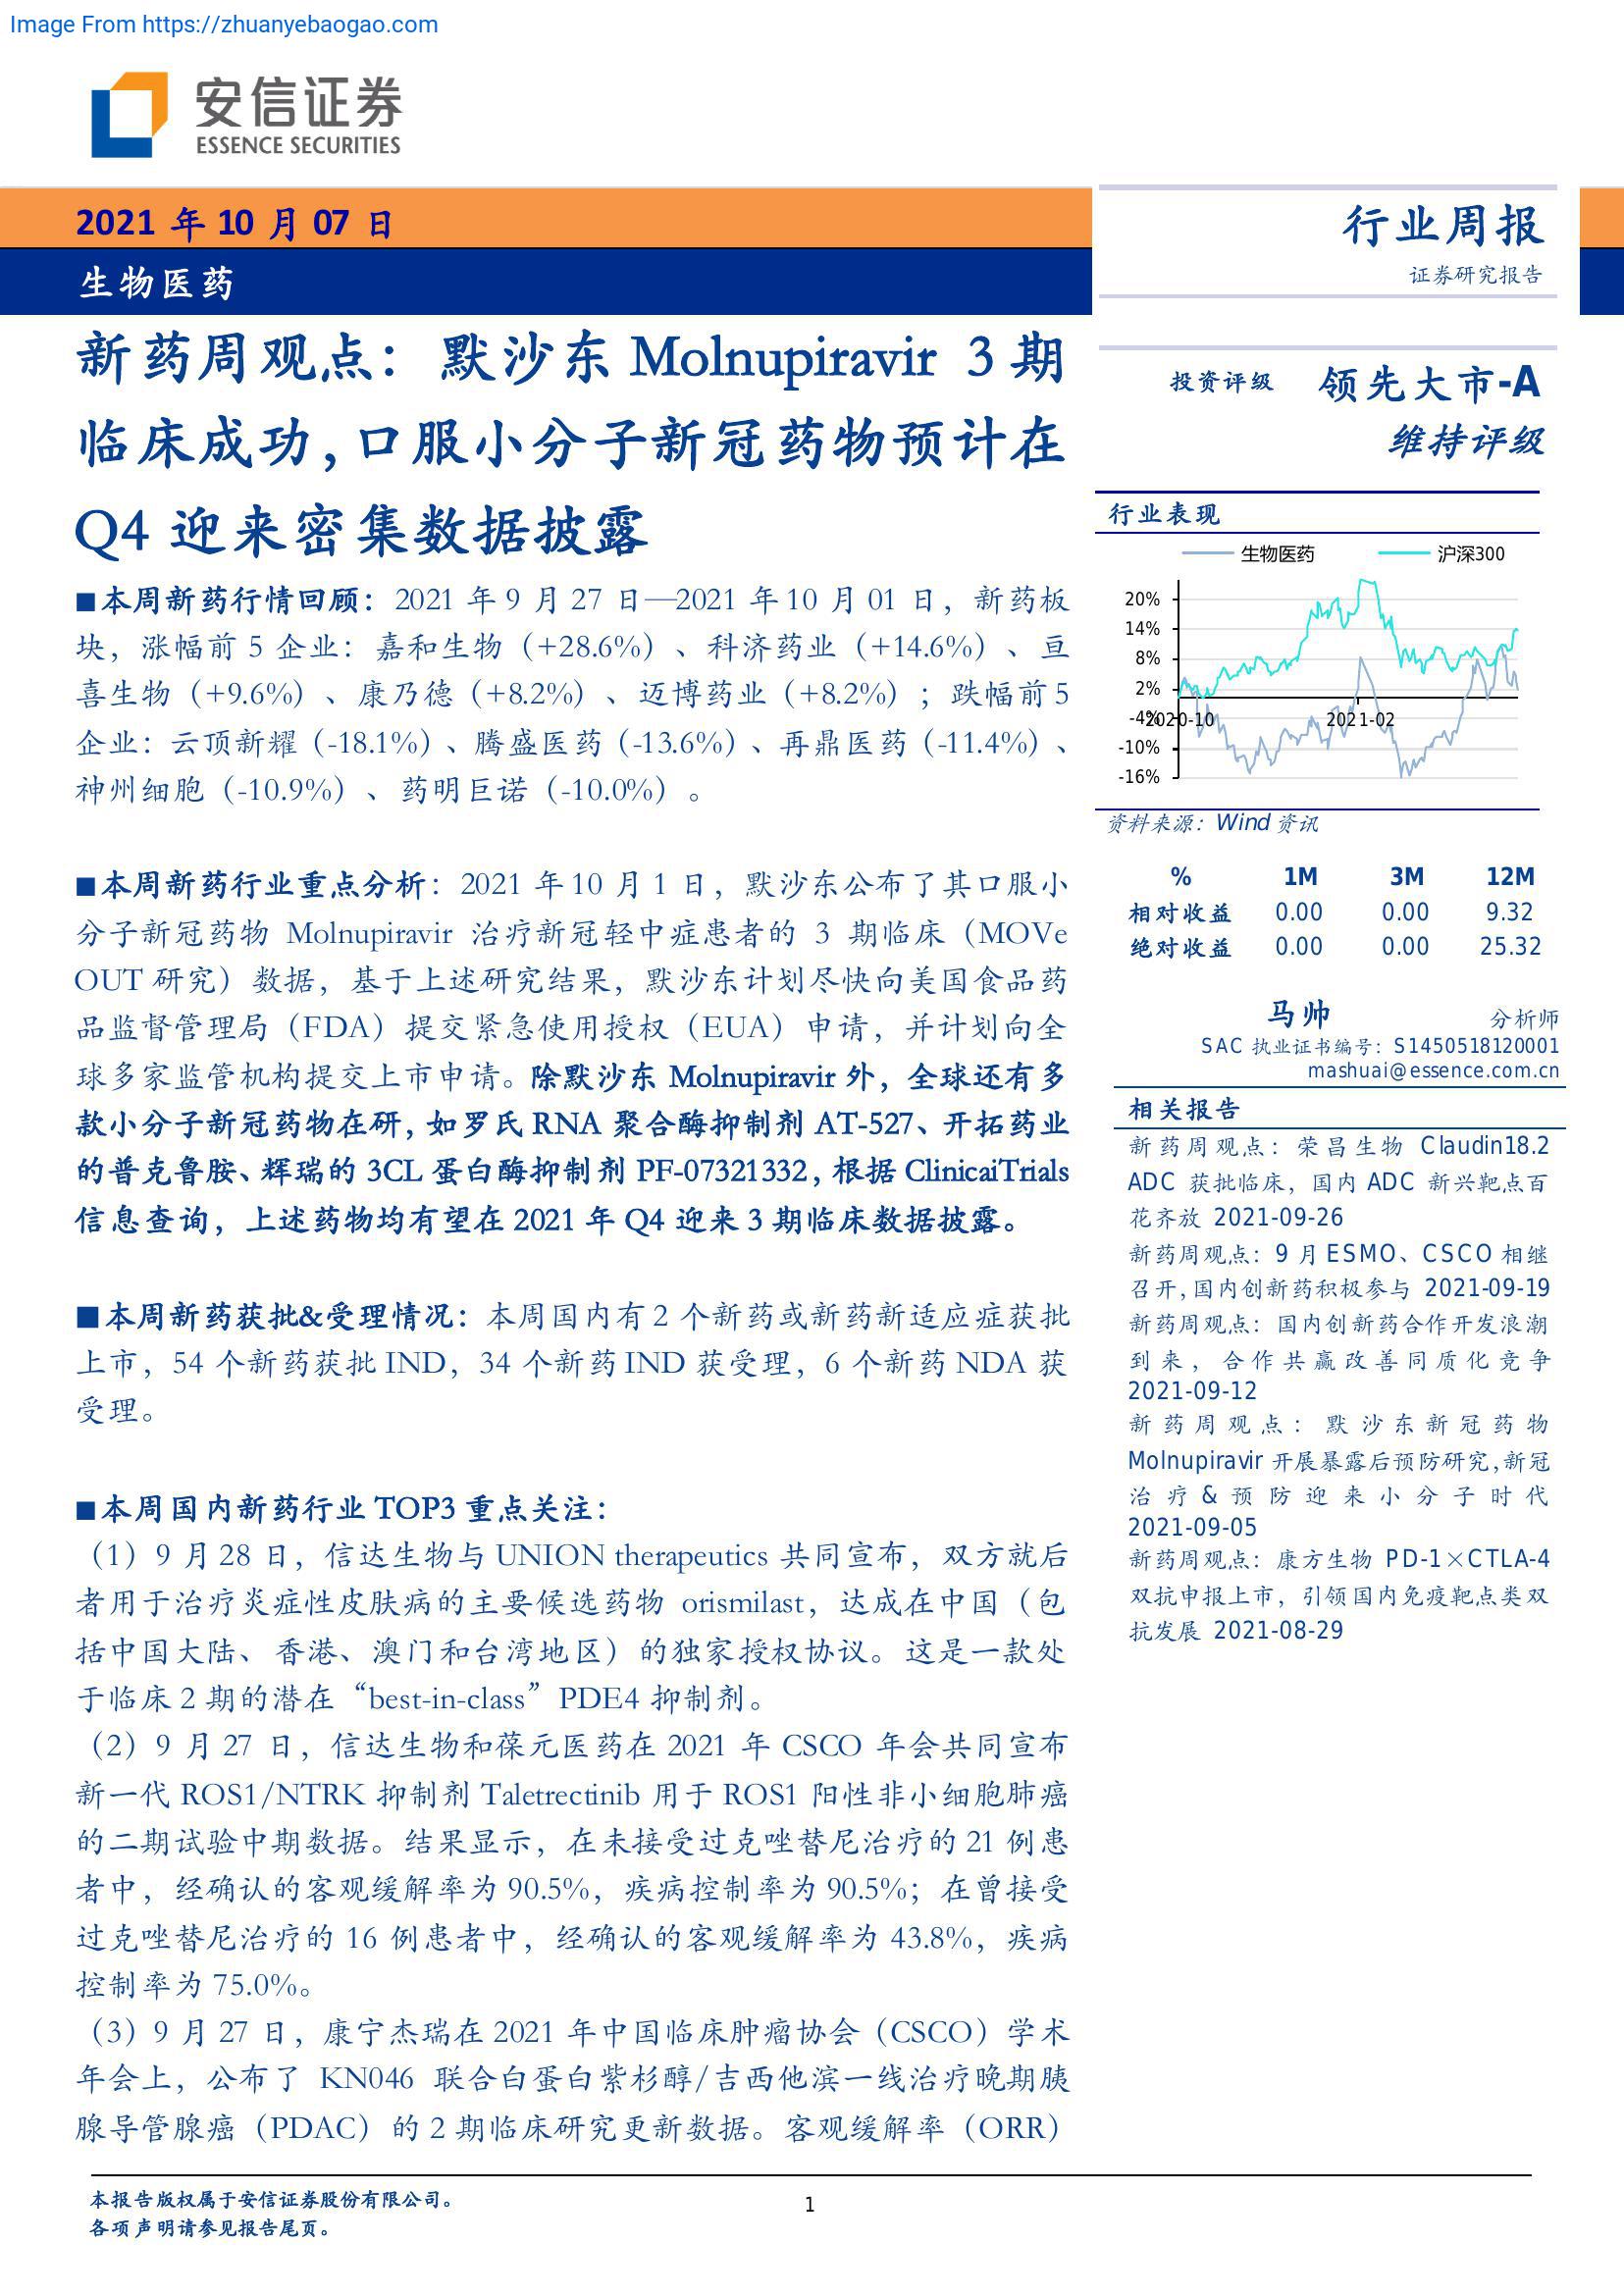 Image From https://zhuanyebaogao.com
安信证券
ESSENCE SECURITIES
2021 年 10 月 07 日
生物医药
行业周报
证券研究报告
新药周观点：默沙东 Molnupiravir 3 期
临床成功，口服小分子新冠药物预计在
Q4 迎来密集数据披露
■本周新药行情回顾：2021 年 9 月 27 日—2021 年 10 月 01 日，新药板
块，涨幅前 5 企业：嘉和生物（+28.6%）、科济药业（+14.6%）、亘
喜生物（+9.6%）、康乃德（+8.2%）、迈博药业（+8.2%）；跌幅前 5
企业：云顶新耀（-18.1%）、腾盛医药（-13.6%）、再鼎医药（-11.4%）、
神州细胞（-10.9%）、药明巨诺（-10.0%）。
■本周新药行业重点分析：2021 年 10 月 1 日，默沙东公布了其口服小
分子新冠药物 Molnupiravir 治疗新冠轻中症患者的 3 期临床（MOVe
OUT 研究）数据，基于上述研究结果，默沙东计划尽快向美国食品药
品监督管理局（FDA）提交紧急使用授权（EUA）申请，并计划向全
球多家监管机构提交上市申请。除默沙东 Molnupiravir 外，全球还有多
款小分子新冠药物在研，如罗氏 RNA 聚合酶抑制剂 AT-527、开拓药业
的普克鲁胺、辉瑞的 3CL 蛋白酶抑制剂 PF-07321332，根据 ClinicaiTrials
信息查询，上述药物均有望在 2021 年 Q4 迎来 3 期临床数据披露。
■本周新药获批&受理情况：本周国内有 2 个新药或新药新适应症获批
上市，54 个新药获批 IND，34 个新药 IND 获受理，6 个新药 NDA 获
受理。
■本周国内新药行业 TOP3 重点关注：
（1）9 月 28 日，信达生物与 UNION therapeutics 共同宣布，双方就后
者用于治疗炎症性皮肤病的主要候选药物 orismilast，达成在中国（包
括中国大陆、香港、澳门和台湾地区）的独家授权协议。这是一款处
于临床 2 期的潜在“best-in-class”PDE4 抑制剂。
（2）9 月 27 日，信达生物和葆元医药在 2021 年 CSCO 年会共同宣布
新一代 ROS1/NTRK 抑制剂 Taletrectinib 用于 ROS1 阳性非小细胞肺癌
的二期试验中期数据。结果显示，在未接受过克唑替尼治疗的 21 例患
者中，经确认的客观缓解率为 90.5%，疾病控制率为 90.5%；在曾接受
过克唑替尼治疗的 16 例患者中，经确认的客观缓解率为 43.8%，疾病
控制率为 75.0%。
（3）9 月 27 日，康宁杰瑞在 2021 年中国临床肿瘤协会（CSCO）学术
年会上，公布了 KN046 联合白蛋白紫杉醇/吉西他滨一线治疗晚期胰
腺导管腺癌（PDAC）的 2 期临床研究更新数据。客观缓解率（ORR）
投资评级 领先大市-A
维持评级
行业表现
生物医药 沪深300
20%
14%
8%
2%
-4%
-10%
-16%
2020-10 2021-02
资料来源：Wind 资讯
% 1M 3M 12M
相对收益 0.00 0.00 9.32
绝对收益 0.00 0.00 25.32
马帅 分析师
SAC 执业证书编号：S1450518120001
mashuai@essence.com.cn
相关报告
新药周观点：荣昌生物 Claudin18.2
ADC 获批临床，国内 ADC 新兴靶点百
花齐放 2021-09-26
新药周观点：9 月 ESMO、CSCO 相继
召开，国内创新药积极参与 2021-09-19
新药周观点：国内创新药合作开发浪潮
到来，合作共赢改善同质化竞争
2021-09-12
新药周观点：默沙东新冠药物
Molnupiravir 开展暴露后预防研究，新冠
治疗&预防迎来小分子时代
2021-09-05
新药周观点：康方生物 PD-1×CTLA-4
双抗申报上市，引领国内免疫靶点类双
抗发展 2021-08-29
本报告版权属于安信证券股份有限公司。
各项声明请参见报告尾页。
1